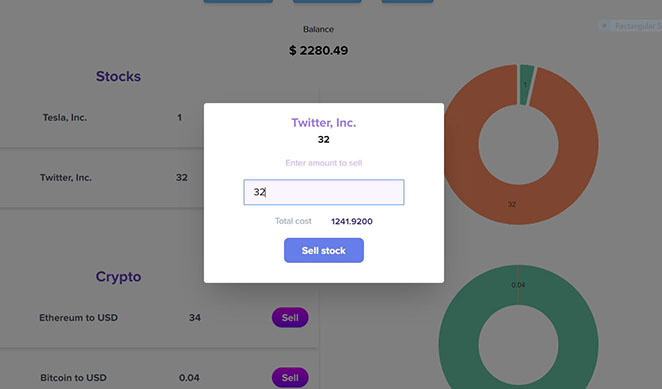 Balance
$ 2280.49
Stocks
Tesla, Inc. 1
Twitter, Inc. 32
Twitter, Inc.
32
Enter amount to sell
32
Total cost 1241.9200
Sell stock
Crypto
Ethereum to USD 34 Sell
Bitcoin to USD 0.04 Sell
Rectangular S
1
32
0.04